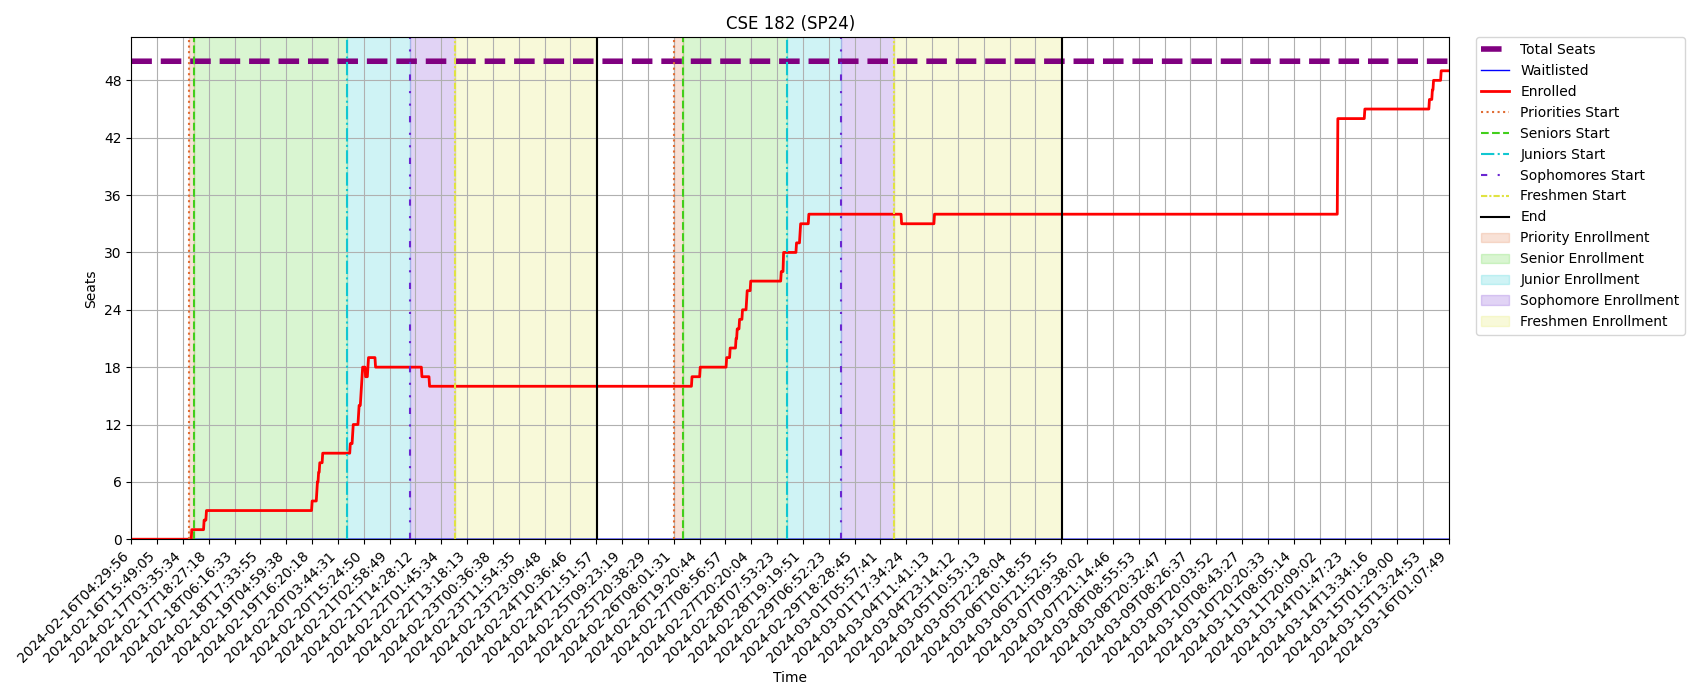 CSE 182 (SP24)
Seats
48
42
36
30
24
18
12
6
0
2024-02-16T04:29:56
2024-02-16T15:49:05
2024-02-17T03:35:34
2024-02-17T18:27:18
2024-02-18T06:16:33
2024-02-18T17:33:55
2024-02-19T04:59:38
2024-02-19T16:20:18
2024-02-20T03:44:31
2024-02-20T15:24:50
2024-02-21T02:58:49
2024-02-21T14:28:12
2024-02-22T01:45:34
2024-02-22T13:18:13
2024-02-23T00:36:38
2024-02-23T11:54:35
2024-02-23T23:09:48
2024-02-24T10:36:46
2024-02-24T21:51:57
2024-02-25T09:23:19
2024-02-25T20:38:29
2024-02-26T08:01:31
2024-02-26T19:20:44
2024-02-27T08:56:57
2024-02-27T20:20:04
2024-02-28T07:53:23
2024-02-28T19:19:51
2024-02-29T06:52:23
2024-02-29T18:28:45
2024-03-01T05:57:41
2024-03-01T17:34:24
2024-03-04T11:41:13
2024-03-04T23:14:12
2024-03-05T10:53:13
2024-03-05T22:28:04
2024-03-06T10:18:55
2024-03-06T21:52:55
2024-03-07T09:38:02
2024-03-07T21:14:46
2024-03-08T08:55:53
2024-03-08T20:32:47
2024-03-09T08:26:37
2024-03-09T20:03:52
2024-03-10T08:43:27
2024-03-10T20:20:33
2024-03-11T08:05:14
2024-03-11T20:09:02
2024-03-14T01:47:23
2024-03-14T13:34:16
2024-03-15T01:29:00
2024-03-15T13:24:53
2024-03-16T01:07:49
Time
Total Seats
Waitlisted
Enrolled
Priorities Start
Seniors Start
Juniors Start
Sophomores Start
Freshmen Start
End
Priority Enrollment
Senior Enrollment
Junior Enrollment
Sophomore Enrollment
Freshmen Enrollment